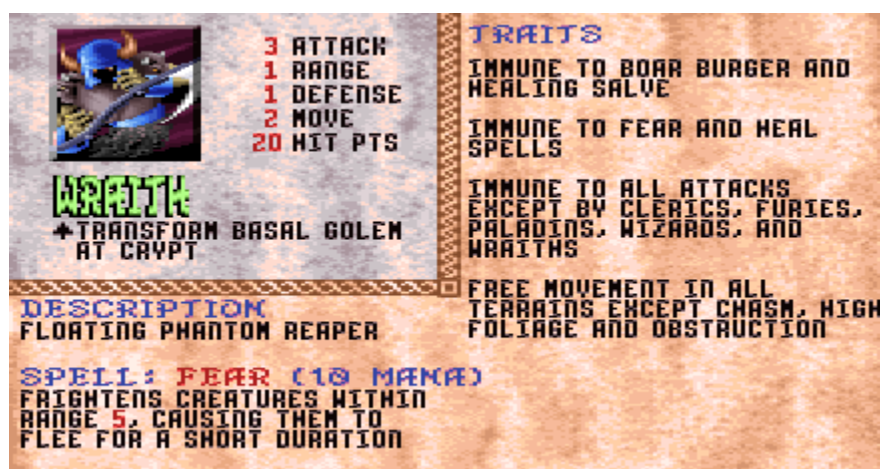 3 ATTACK
1 RANGE
1 DEFENSE
2 MOVE
20 HIT PTS
WRAITH
+TRANSFORM BASAL GOLEM
AT CRYPT
DESCRIPTION
FLOATING PHANTOM REAPER
SPELL: FEÆR (10 MÆNÆ)
FRIGHTENS CREATURES WITHIN
RANGE 5, CAUSING THEM TO
FLEE FOR A SHORT DURATION
TRÆITS
IMMUNE TO BOAR BURGER AND
HEALING SALVE
IMMUNE TO FEAR AND HEAL
SPELLS
IMMUNE TO ALL ATTACKS
EXCEPT BY CLERICS, FURIES,
PALADINS, WIZARDS, AND
WRAITHS
FREE MOVEMENT IN ALL
TERRAINS EXCEPT CHASM, HIGH
FOLIAGE AND OBSTRUCTION